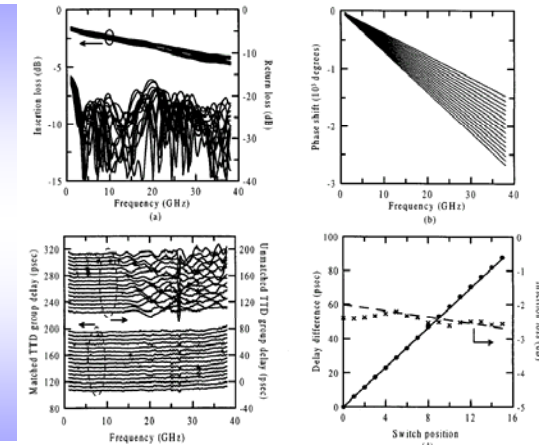 0
-5
-10
-15
Insertion loss (dB)
0
-10
-20
-30
-40
Return loss (dB)
0 10 20 30 40
Frequency (GHz)
(a)
0
-1
-2
-3
Phase shift (10³ degrees)
0 10 20 30 40
Frequency (GHz)
(b)
320
280
240
200
160
120
80
Matched TTD group delay (psec)
200
160
120
80
40
0
-40
Unmatched TTD group delay (psec)
0 10 20 30 40
Frequency (GHz)
100
80
60
40
20
0
Delay difference (psec)
0
-1
-2
-3
-4
-5
0 4 8 12 16
Switch position